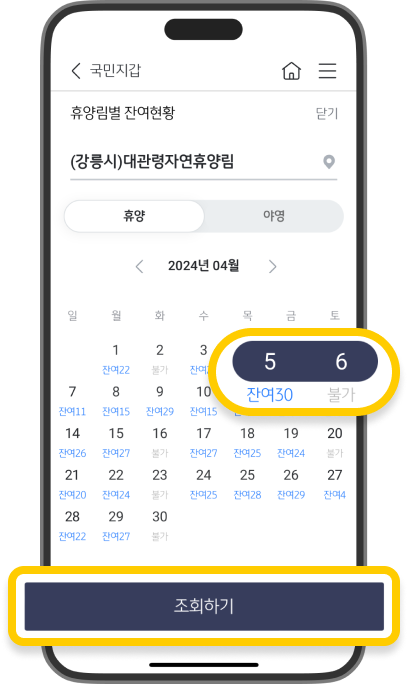 국민지갑
휴양림별 잔여현황 닫기
(강릉시)대관령자연휴양림
휴양 야영
2024년 04월
일 월 화 수 목 금 토
1 2 3 5 6
잔여22 불가 잔여30 불가
7 8 9 10
잔여11 잔여15 잔여29 잔여15
14 15 16 17 18 19 20
잔여26 잔여27 불가 잔여27 잔여25 잔여24 불가
21 22 23 24 25 26 27
잔여20 잔여24 불가 잔여25 잔여28 잔여29 잔여4
28 29 30
잔여22 잔여27 불가
조회하기